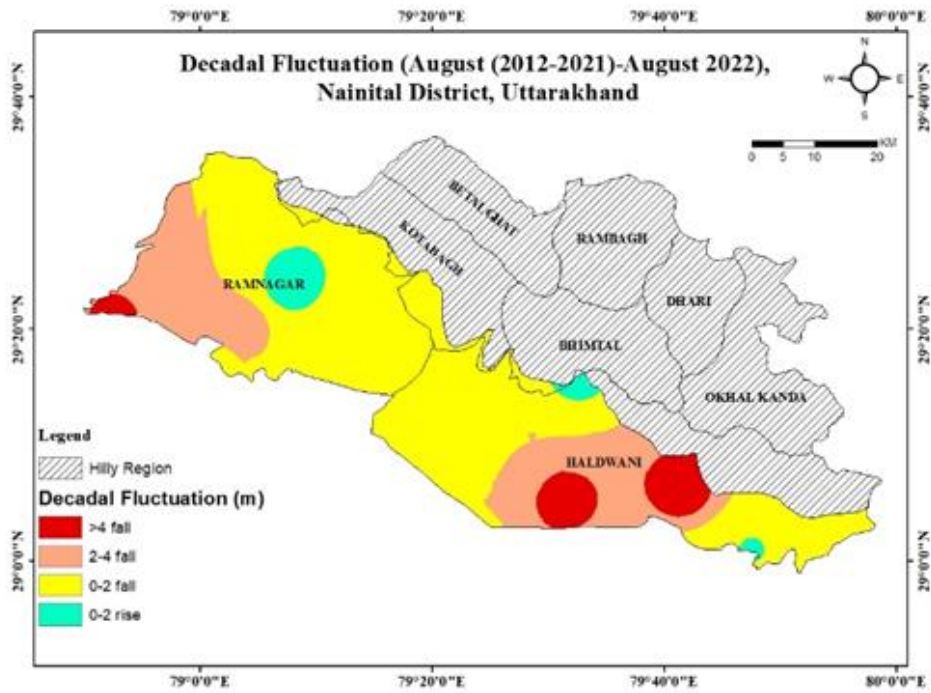 79°0'0"E 79°20'0"E 79°40'0"E 80°0'0"E
Decadal Fluctuation (August (2012-2021)-August 2022),
Nainital District, Uttarakhand
N
W E
S
KM
0 5 10 20
29°40'0"N 29°40'0"N
BETALGHAT
KOTABAGH
RAMBAGH
RAMNAGAR
DHARI
29°20'0"N 29°20'0"N
BHIMTAL
OKHAL KANDA
HALDWANI
29°0'0"N 29°0'0"N
Legend
Hilly Region
Decadal Fluctuation (m)
>4 fall
2-4 fall
0-2 fall
0-2 rise
79°0'0"E 79°20'0"E 79°40'0"E 80°0'0"E